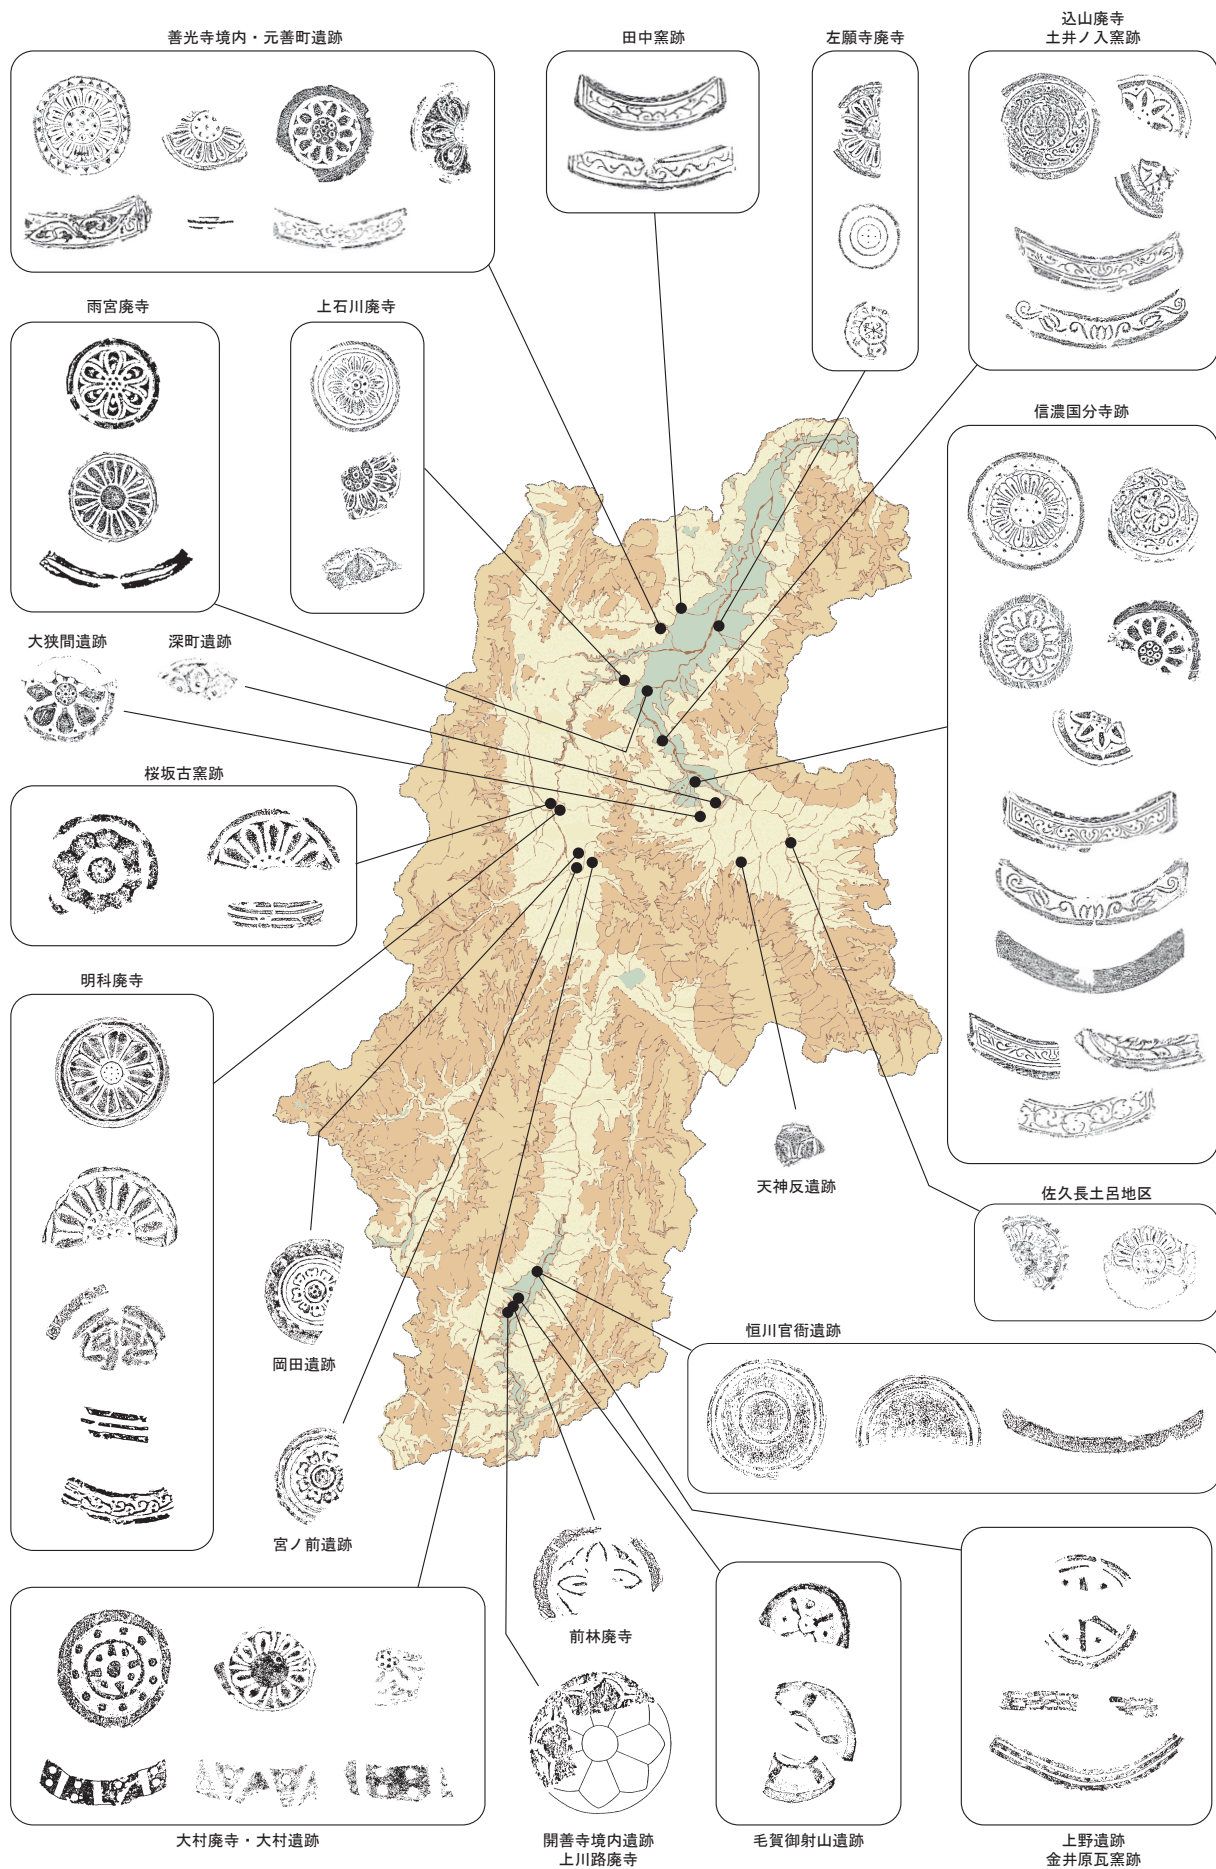 善光寺境内・元善町遺跡
田中窯跡
左願寺廃寺
込山廃寺
土井ノ入窯跡
雨宮廃寺
上石川廃寺
信濃国分寺跡
大狭間遺跡
深町遺跡
桜坂古窯跡
明科廃寺
天神反遺跡
佐久長土呂地区
岡田遺跡
恒川官衙遺跡
宮ノ前遺跡
前林廃寺
大村廃寺・大村遺跡
開善寺境内遺跡
上川路廃寺
毛賀御射山遺跡
上野遺跡
金井原瓦窯跡